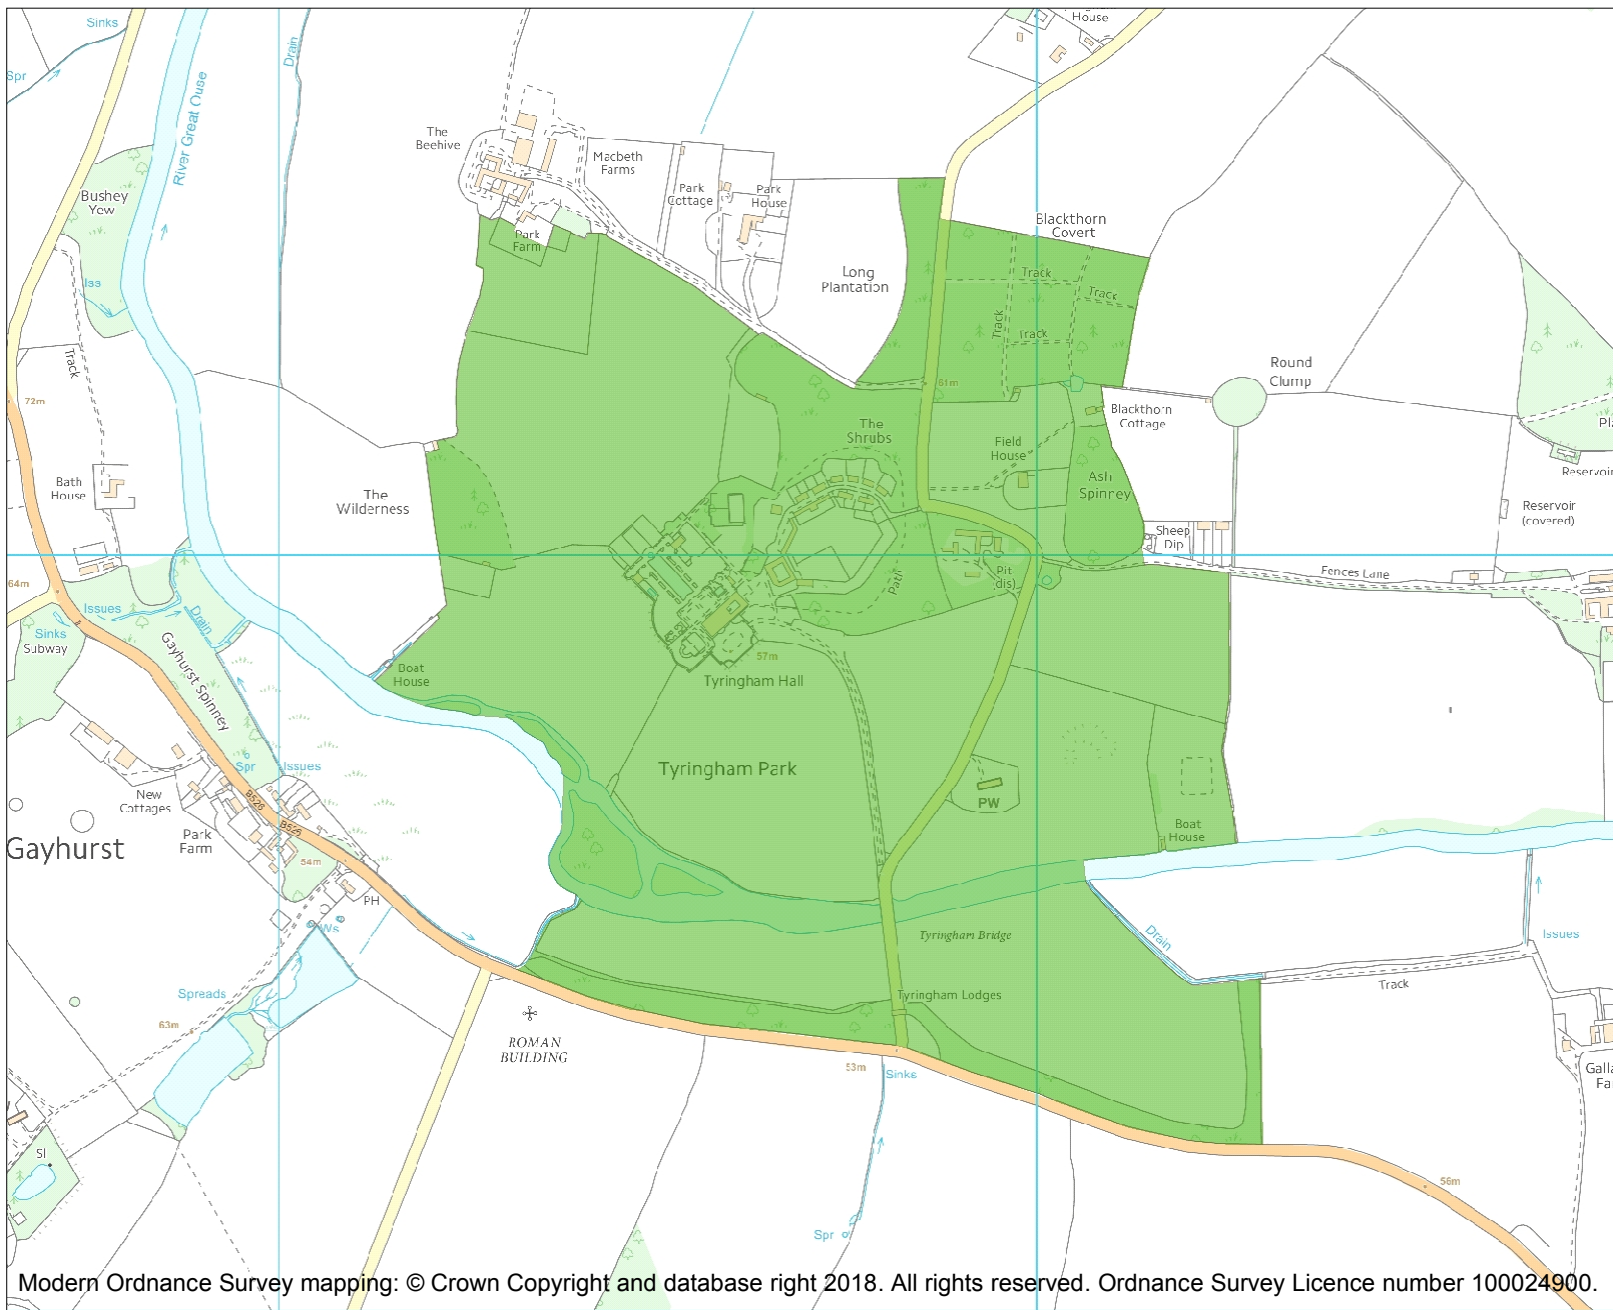 Sinks
House
Spr
Drain
River Great Ouse
The
Beehive
Macbeth
Farms
Park
Cottage
Park
House
Bushey
Yew
Blackthorn
Covert
Park
Farm
Long
Plantation
Track
Track
Iss
Track
Track
Track
Round
Clump
61m
72m
Blackthorn
Cottage
The
Shrubs
Field
House
Reservoir
Bath
House
The
Wilderness
Ash
Spinney
Reservoir
(covered)
Sheep
Dip
64m
Pit
(dis)
Fences Lane
Path
Issues
Drain
Sinks
Subway
Gayhurst Spinney
57m
Boat
House
Tyringham Hall
Spr
Issues
Tyringham Park
New
Cottages
B526
B526
PW
Boat
House
Park
Farm
Gayhurst
54m
PH
Ws
Tyringham Bridge
Drain
Issues
Track
Spreads
Tyringham Lodges
63m
ROMAN
BUILDING
53m
Sinks
Sl
56m
Spr
Modern Ordnance Survey mapping: © Crown Copyright and database right 2018. All rights reserved. Ordnance Survey Licence number 100024900.